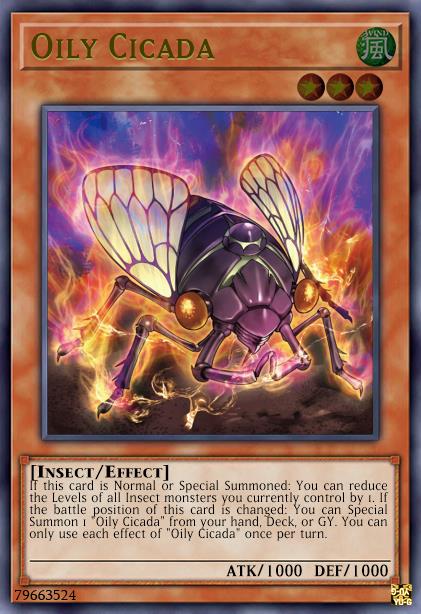 OILY CICADA
WIND
風
[INSECT/EFFECT]
If this card is Normal or Special Summoned: You can reduce
the Levels of all Insect monsters you currently control by 1. If
the battle position of this card is changed: You can Special
Summon 1 "Oily Cicada" from your hand, Deck, or GY. You can
only use each effect of "Oily Cicada" once per turn.
ATK/1000 DEF/1000
79663524